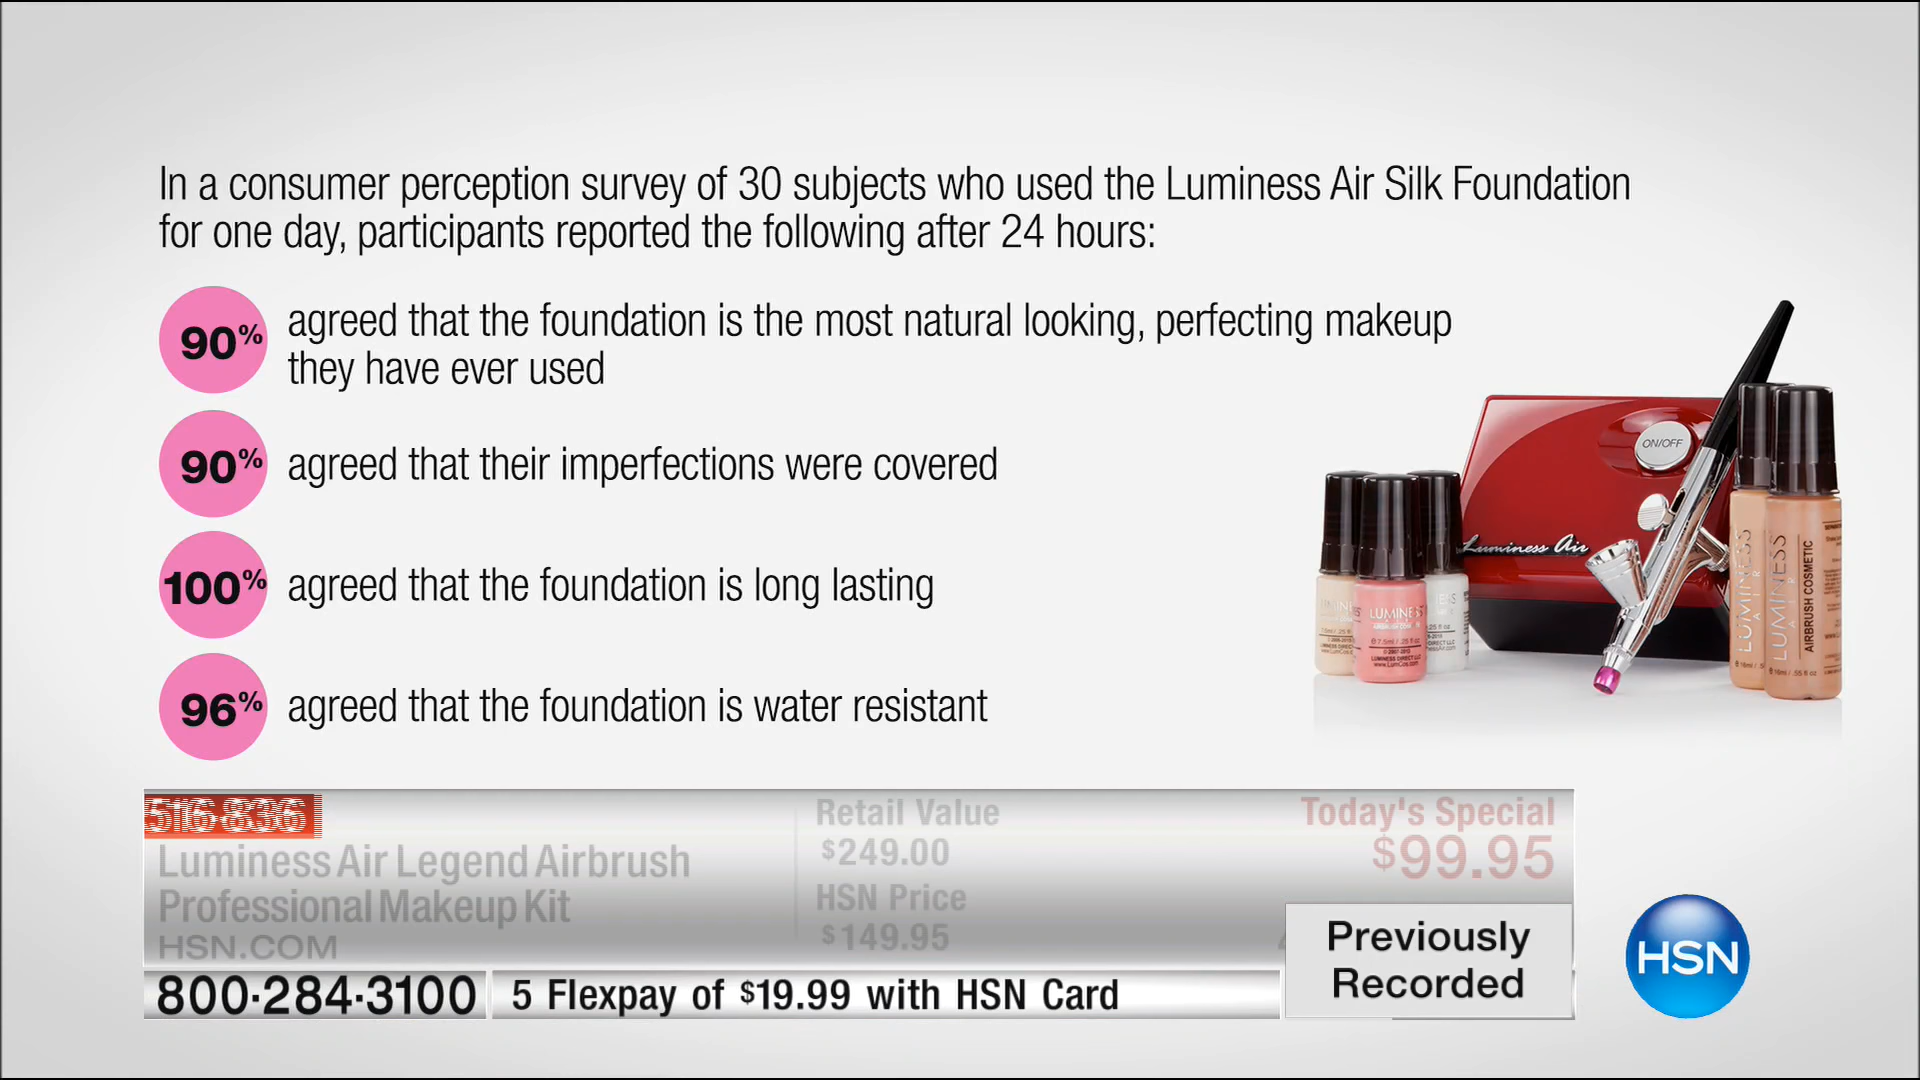 In a consumer perception survey of 30 subjects who used the Luminess Air Silk Foundation
for one day, participants reported the following after 24 hours:
90% agreed that the foundation is the most natural looking, perfecting makeup
they have ever used
90% agreed that their imperfections were covered
100% agreed that the foundation is long lasting
96% agreed that the foundation is water resistant
ON/OFF
Luminess Air
LUMINESS
LUMINESS AIR
LUMINESS AIR
AIRBRUSH COSMETIC
516-836
Luminess Air Legend Airbrush
Professional Makeup Kit
HSN.COM
Retail Value
$249.00
HSN Price
$149.95
Today's Special
$99.95
800·284·3100
5 Flexpay of $19.99 with HSN Card
Previously
Recorded
HSN